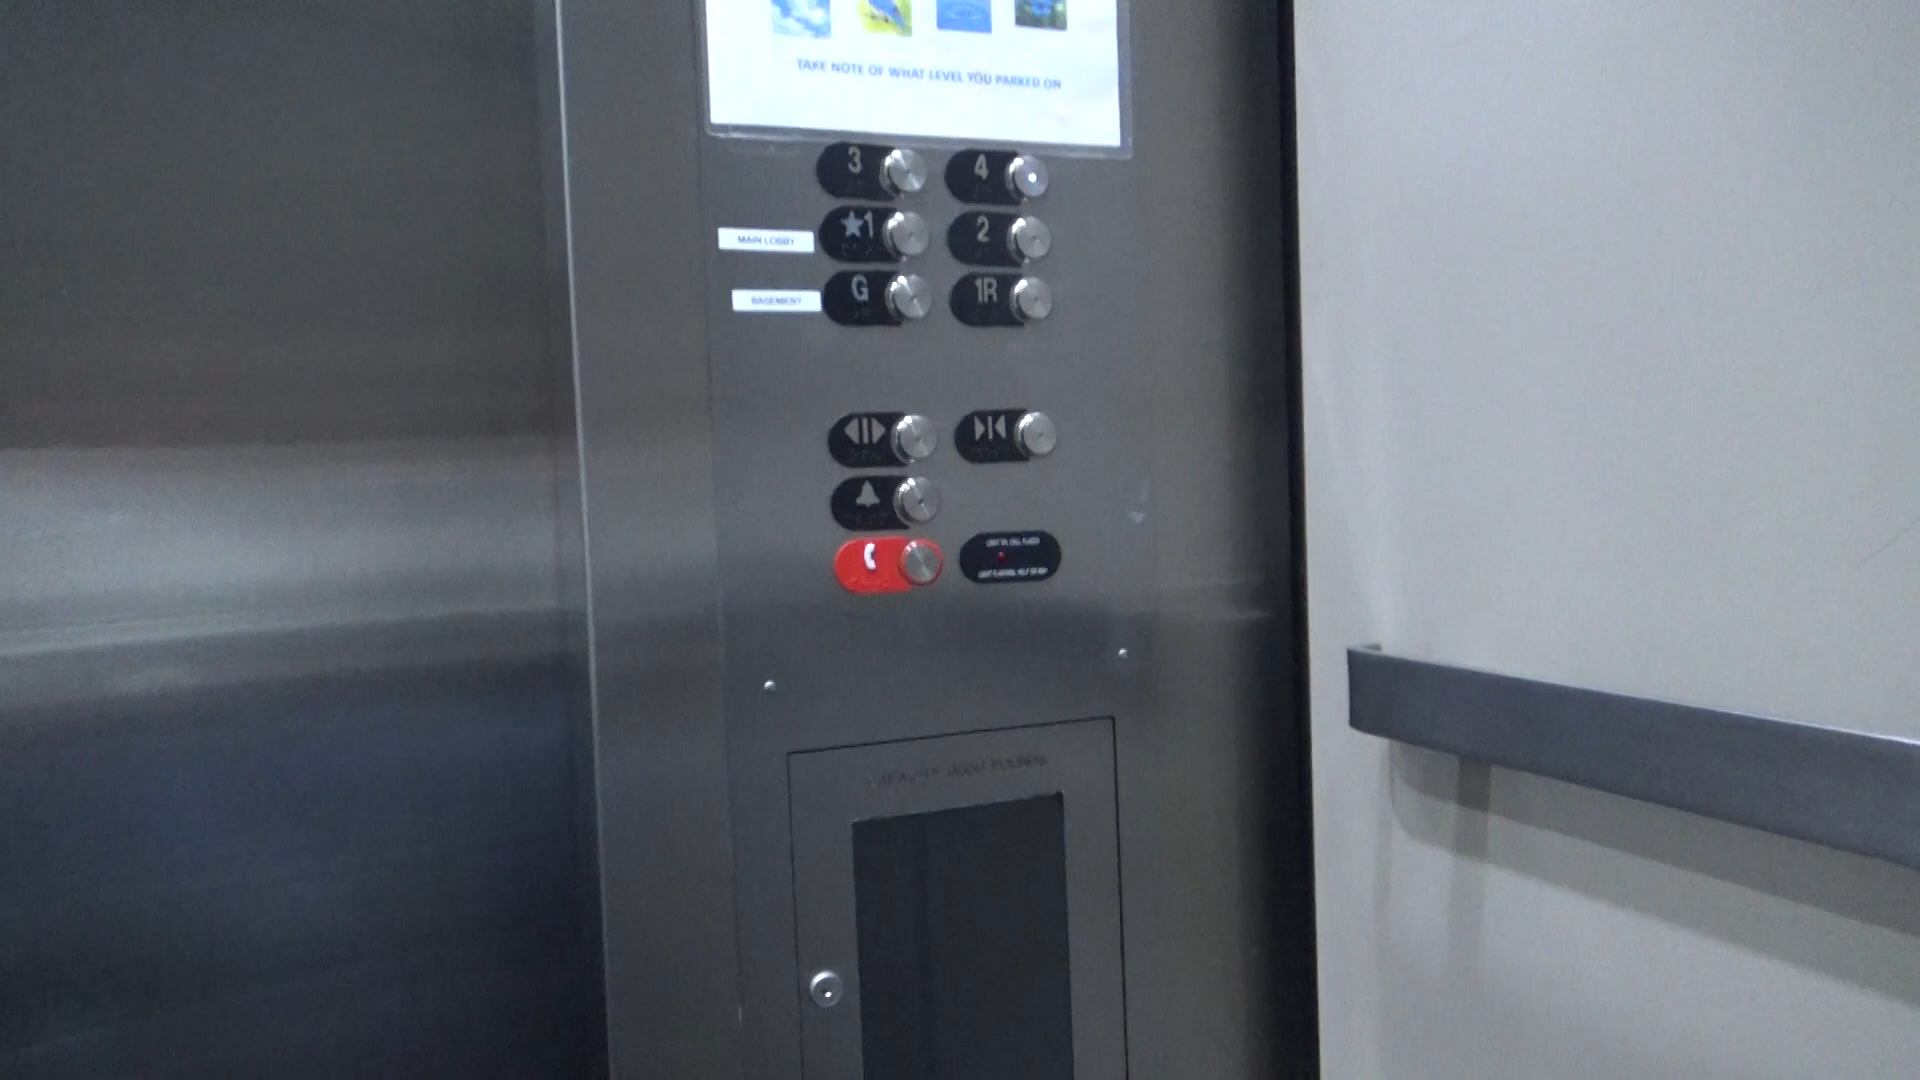 TAKE NOTE OF WHAT LEVEL YOU PARKED ON
3 4
MAIN LOBBY ★1 2
BASEMENT G 1R